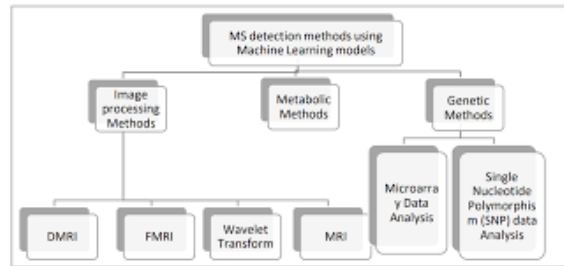 MS detection methods using
Machine Learning models
Image
processing
Methods
Metabolic
Methods
Genetic
Methods
DMRI
FMRI
Wavelet
Transform
MRI
Microarra
y Data
Analysis
Single
Nucleotide
Polymorphis
m (SNP) data
Analysis